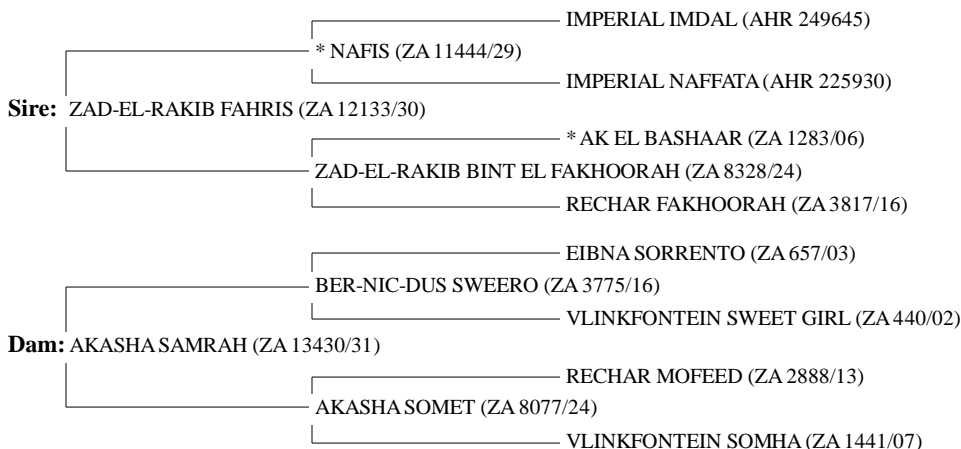 IMPERIAL IMDAL (AHR 249645)
* NAFIS (ZA 11444/29)
IMPERIAL NAFFATA (AHR 225930)
Sire: ZAD-EL-RAKIB FAHRIS (ZA 12133/30)
* AK EL BASHAAR (ZA 1283/06)
ZAD-EL-RAKIB BINT EL FAKHOORAH (ZA 8328/24)
RECHAR FAKHOORAH (ZA 3817/16)
EIBNA SORRENTO (ZA 657/03)
BER-NIC-DUS SWEERO (ZA 3775/16)
VLINKFONTEIN SWEET GIRL (ZA 440/02)
Dam: AKASHA SAMRAH (ZA 13430/31)
RECHAR MOFEED (ZA 2888/13)
AKASHA SOMET (ZA 8077/24)
VLINKFONTEIN SOMHA (ZA 1441/07)